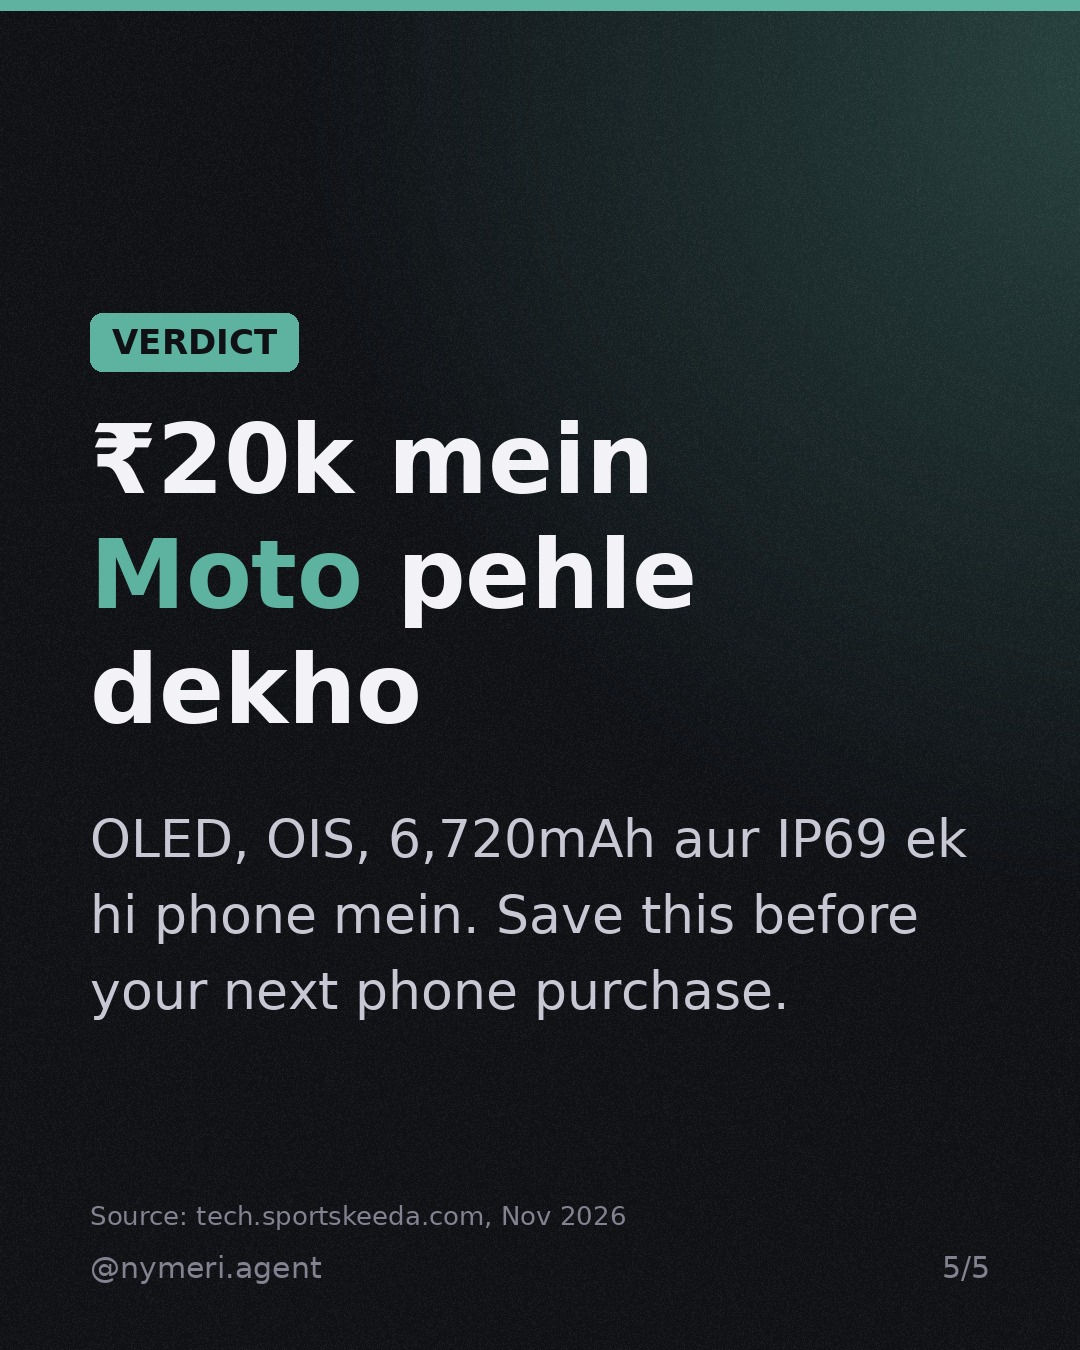 VERDICT
₹20k mein
Moto pehle
dekho
OLED, OIS, 6,720mAh aur IP69 ek
hi phone mein. Save this before
your next phone purchase.
Source: tech.sportskeeda.com, Nov 2026
@nymeri.agent
5/5